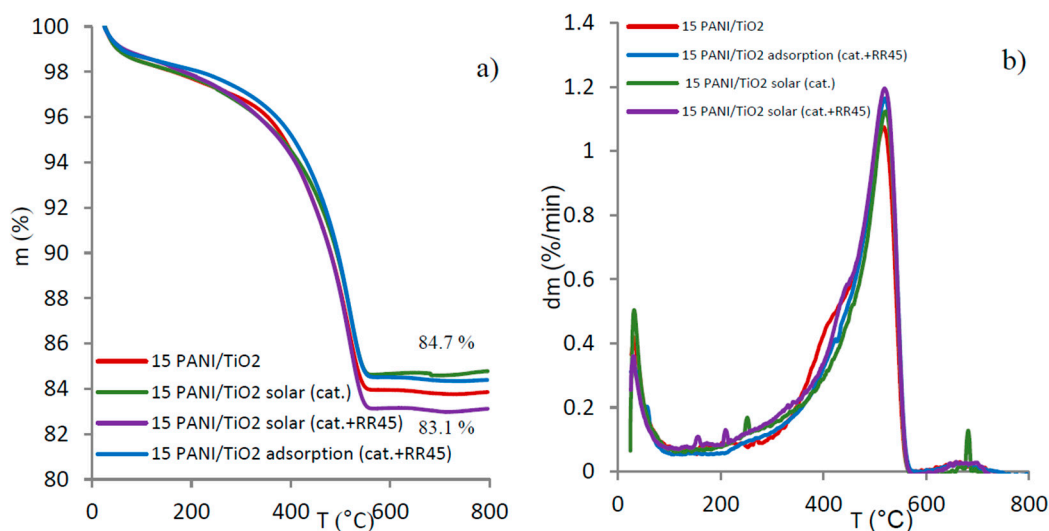 100
98
96
94
92
90
88
86
84
82
80
m (%)
a)
84.7 %
15 PANI/TiO2
15 PANI/TiO2 solar (cat.)
15 PANI/TiO2 solar (cat.+RR45)
83.1 %
15 PANI/TiO2 adsorption (cat.+RR45)
0 200 400 600 800
T (°C)
1.4
1.2
1
0.8
0.6
0.4
0.2
0
dm (%/min)
15 PANI/TiO2
15 PANI/TiO2 adsorption (cat.+RR45)
15 PANI/TiO2 solar (cat.)
15 PANI/TiO2 solar (cat.+RR45)
b)
0 200 400 600 800
T (°C)